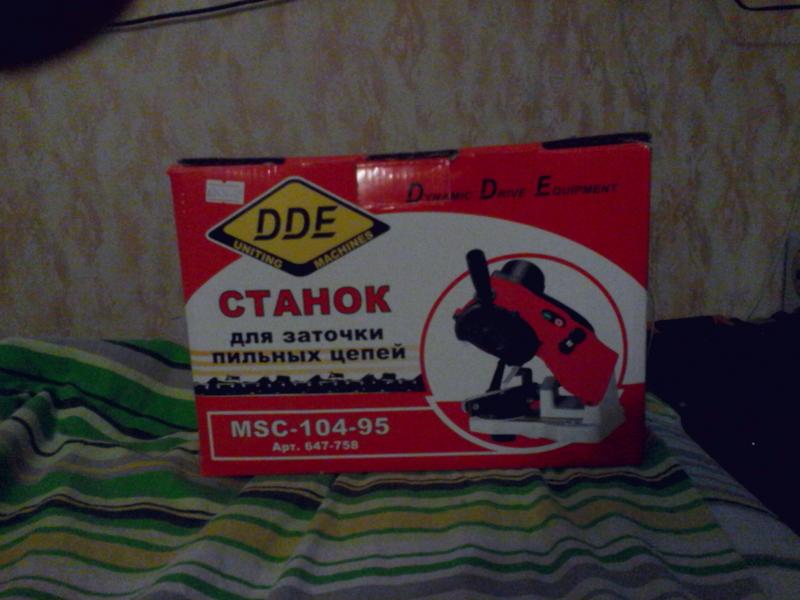 DYNAMIC DRIVE EQUIPMENT
DDE
UNITING MACHINES
СТАНОК
для заточки
пильных цепей
MSC-104-95
Арт. 647-758